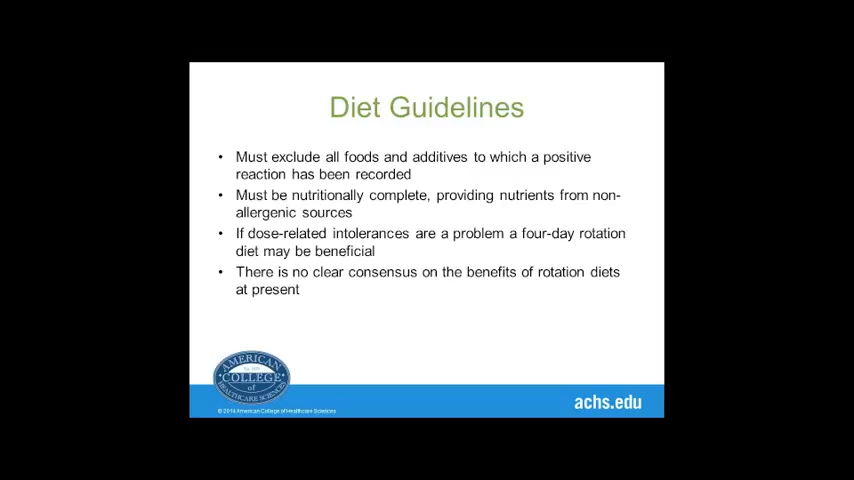 Diet Guidelines
• Must exclude all foods and additives to which a positive
reaction has been recorded
• Must be nutritionally complete, providing nutrients from non-
allergenic sources
• If dose-related intolerances are a problem a four-day rotation
diet may be beneficial
• There is no clear consensus on the benefits of rotation diets
at present
AMERICAN
COLLEGE
of
HEALTHCARE SCIENCES
© 2014 American College of Healthcare Sciences
achs.edu